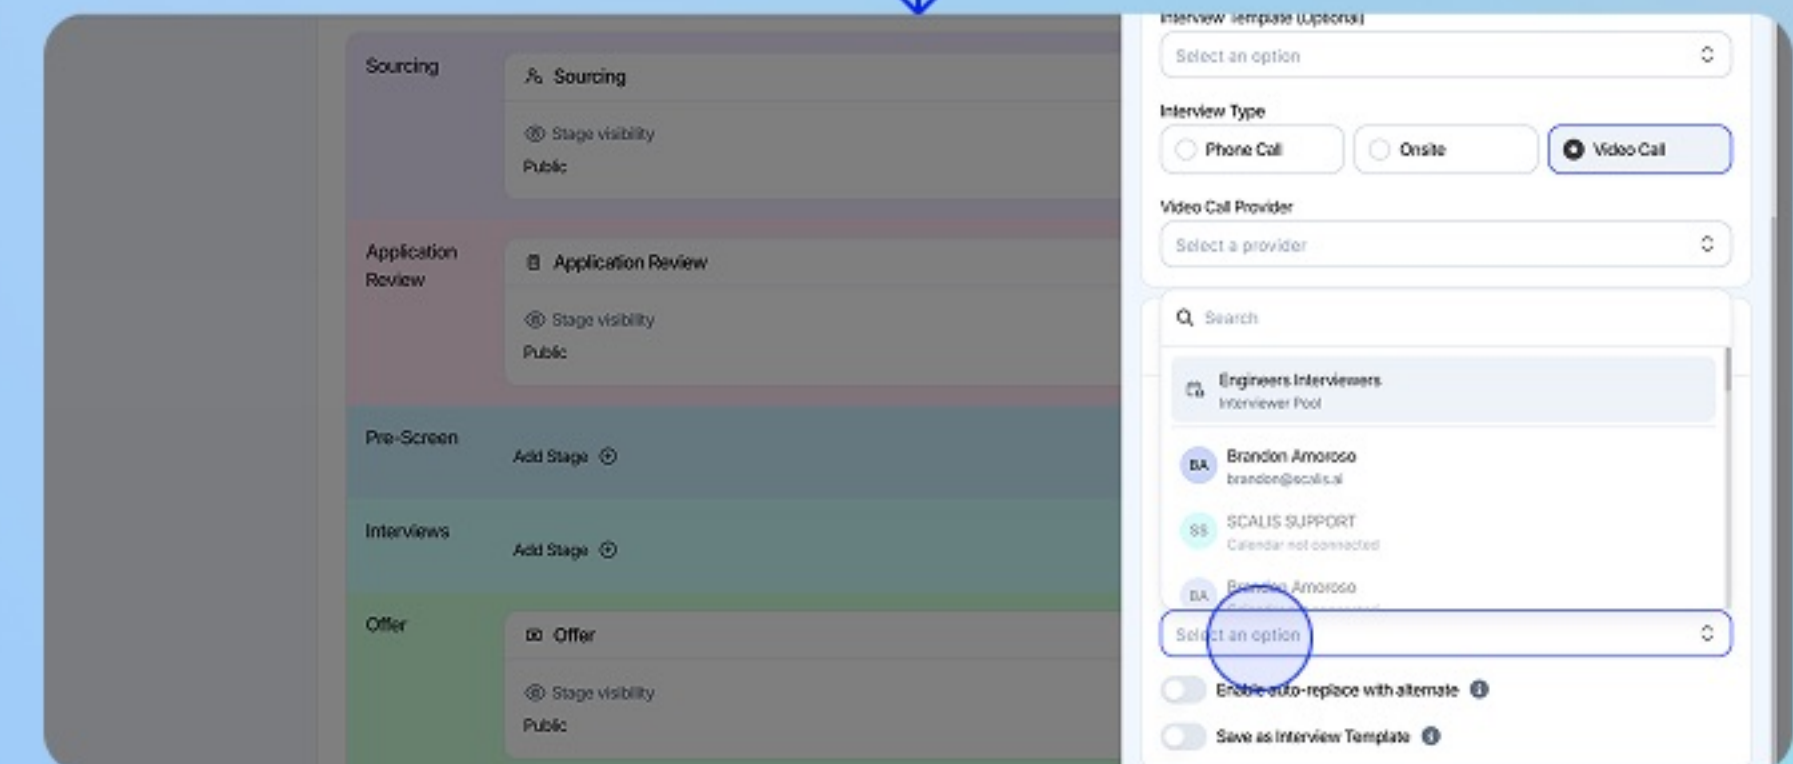 Sourcing
Sourcing
Stage visibility
Public
Application
Review
Application Review
Stage visibility
Public
Pre-Screen
Add Stage
Interviews
Add Stage
Offer
Offer
Stage visibility
Public
Interview Template (Optional)
Select an option
Interview Type
Phone Call
Onsite
Video Call
Video Call Provider
Select a provider
Search
Engineers Interviewers
Interviewer Pool
BA
Brandon Amoroso
brandon@scalis.ai
SS
SCALIS SUPPORT
Calendar not connected
BA
Brandon Amoroso
Select an option
Enable auto-replace with alternate
Save as Interview Template